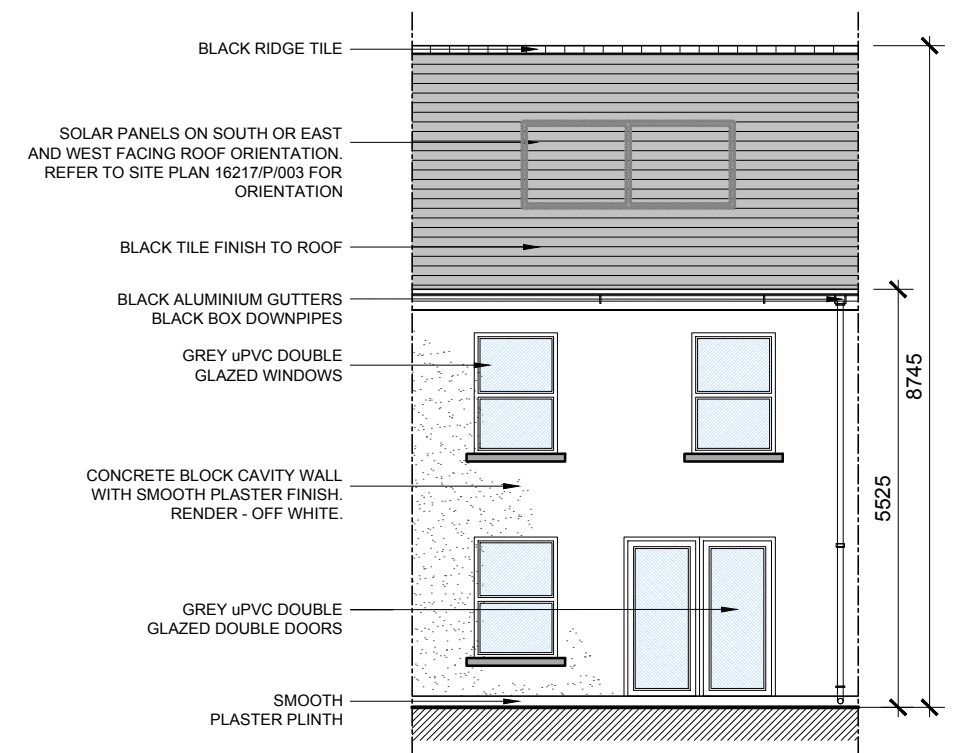 BLACK RIDGE TILE
SOLAR PANELS ON SOUTH OR EAST
AND WEST FACING ROOF ORIENTATION.
REFER TO SITE PLAN 16217/P/003 FOR
ORIENTATION
BLACK TILE FINISH TO ROOF
BLACK ALUMINIUM GUTTERS
BLACK BOX DOWNPIPES
GREY uPVC DOUBLE
GLAZED WINDOWS
CONCRETE BLOCK CAVITY WALL
WITH SMOOTH PLASTER FINISH.
RENDER - OFF WHITE.
GREY uPVC DOUBLE
GLAZED DOUBLE DOORS
SMOOTH
PLASTER PLINTH
5525
8745